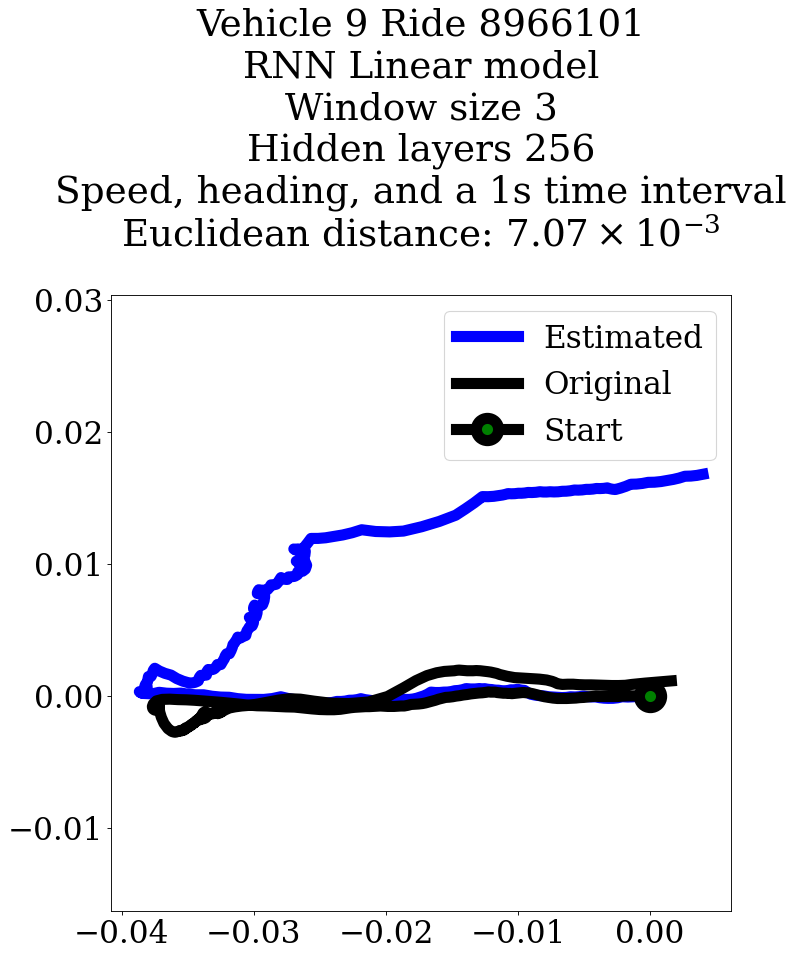 Vehicle 9 Ride 8966101
RNN Linear model
Window size 3
Hidden layers 256
Speed, heading, and a 1s time interval
Euclidean distance: 7.07 × 10⁻³
Estimated
Original
Start
0.03
0.02
0.01
0.00
−0.01
−0.04 −0.03 −0.02 −0.01 0.00